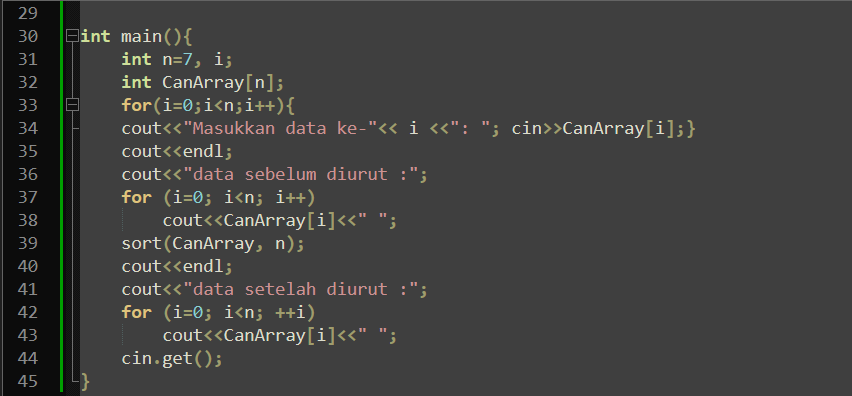 29
30 int main(){
31 int n=7, i;
32 int CanArray[n];
33 for(i=0;i<n;i++){
34 cout<<"Masukkan data ke-"<< i <<": "; cin>>CanArray[i];}
35 cout<<endl;
36 cout<<"data sebelum diurut :";
37 for (i=0; i<n; i++)
38 cout<<CanArray[i]<<" ";
39 sort(CanArray, n);
40 cout<<endl;
41 cout<<"data setelah diurut :";
42 for (i=0; i<n; ++i)
43 cout<<CanArray[i]<<" ";
44 cin.get();
45 }